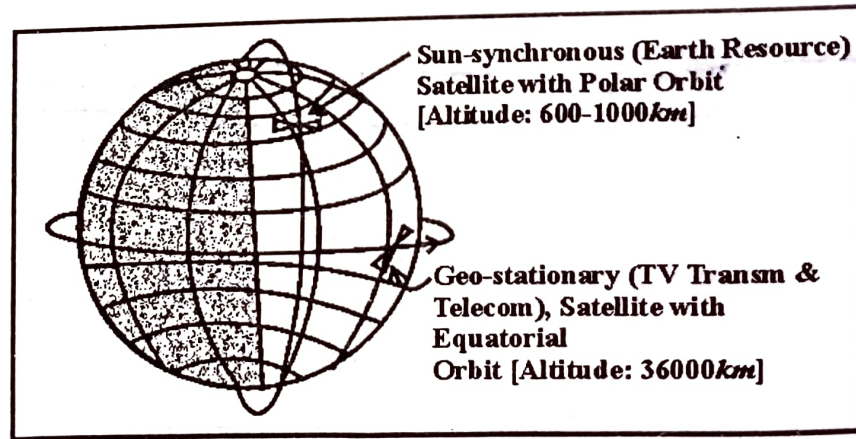 Sun-synchronous (Earth Resource)
Satellite with Polar Orbit
[Altitude: 600-1000km]
Geo-stationary (TV Transm &
Telecom), Satellite with
Equatorial
Orbit [Altitude: 36000km]